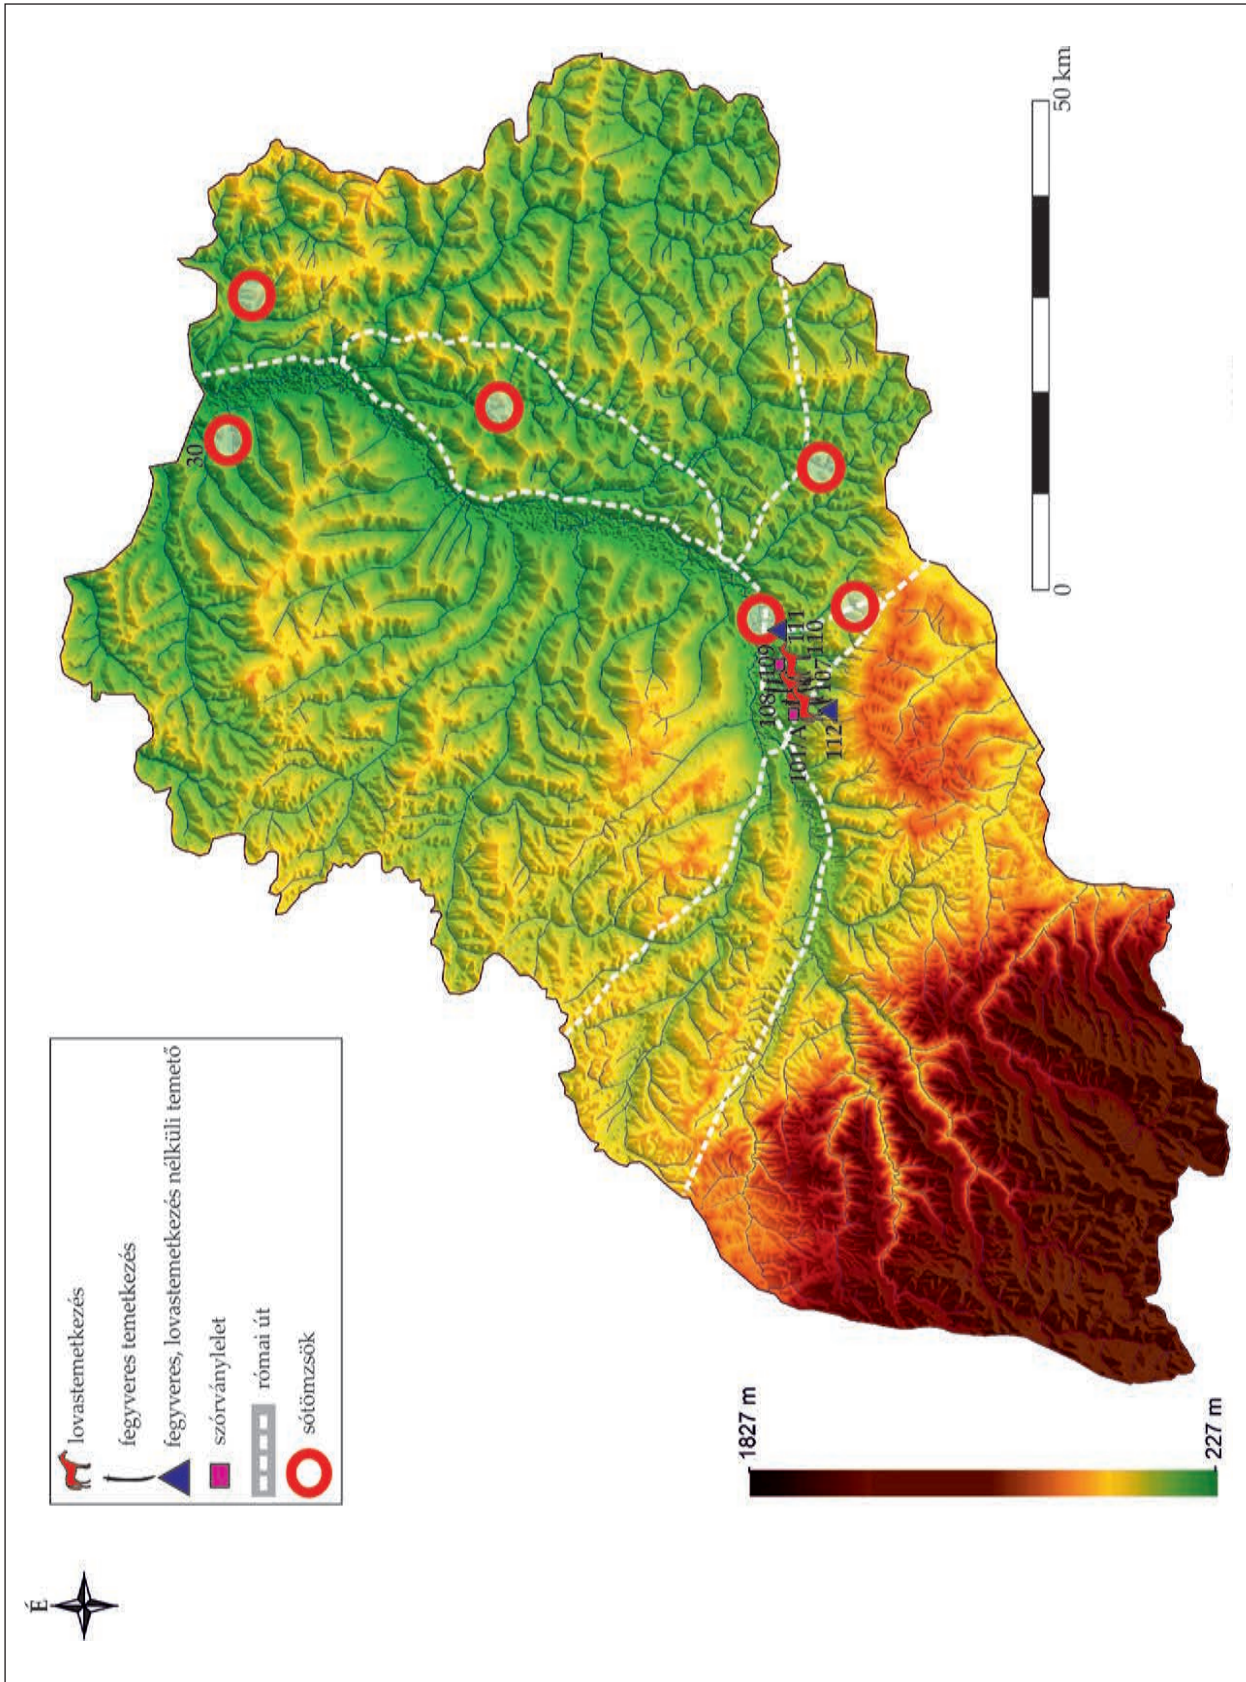 É
lovastemetkezés
fegyveres temetkezés
fegyveres, lovastemetkezés nélküli temető
szórványlelet
római út
sótömzsök
1827 m
227 m
30
109
108
111
110
107
101/A
112
0
50 km